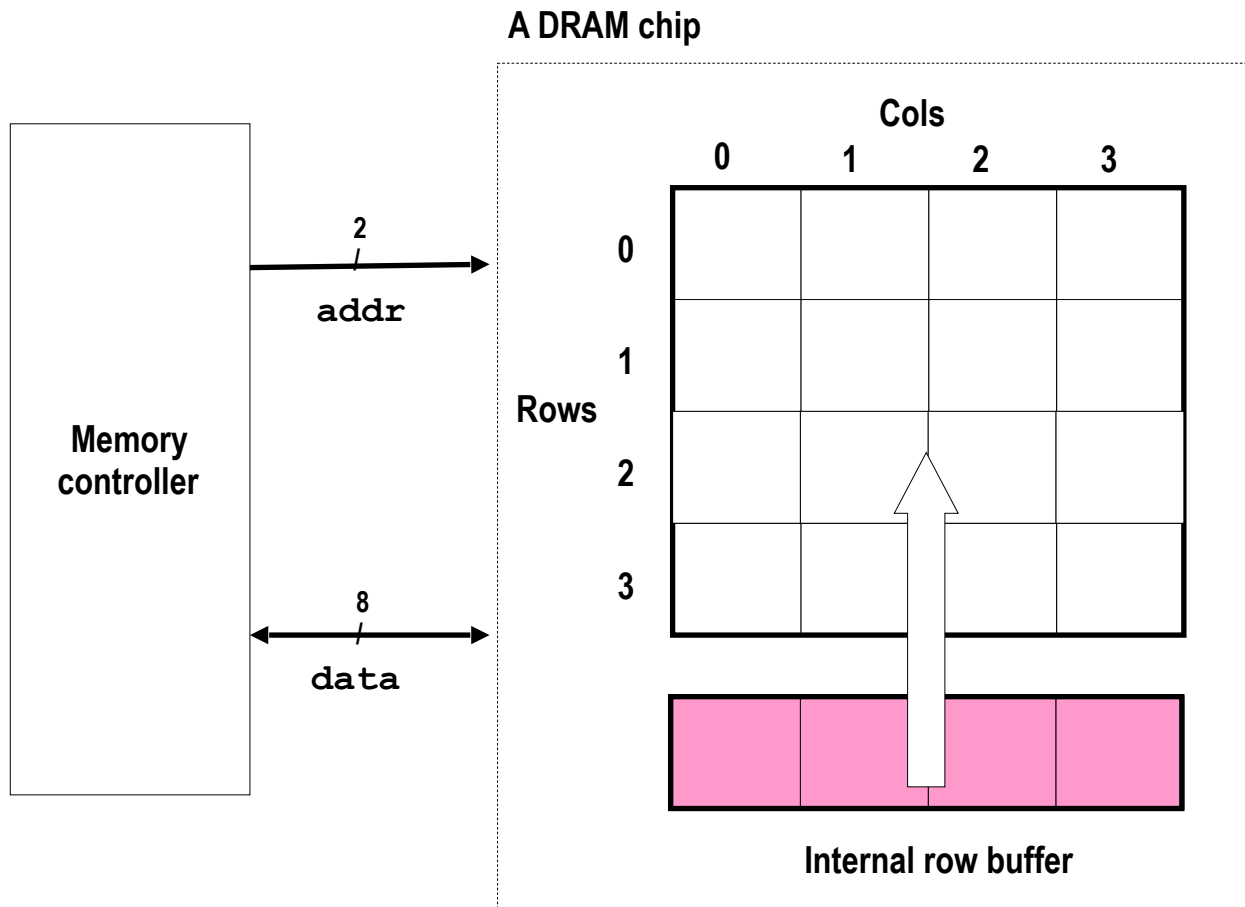 A DRAM chip
Cols
0 1 2 3
2
addr
0
1
Rows
2
3
Memory
controller
8
data
Internal row buffer